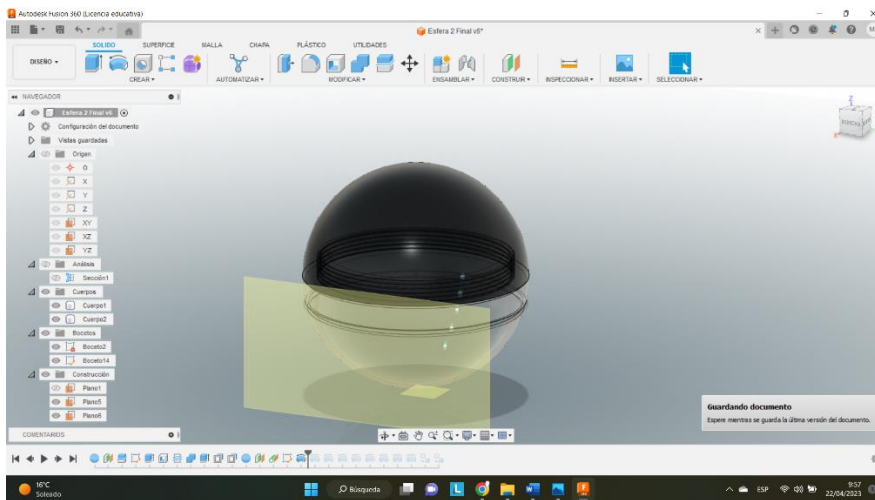 Autodesk Fusion 360 (Licencia educativa)
Esfera 2 Final v6*
SÓLIDO SUPERFICIE MALLA CHAPA PLÁSTICO UTILIDADES
DISEÑO
CREAR AUTOMATIZAR MODIFICAR ENSAMBLAR CONSTRUIR INSPECCIONAR INSERTAR SELECCIONAR
NAVEGADOR
Esfera 2 Final v6
Configuración del documento
Vistas guardadas
Origen
O
X
Y
Z
XY
XZ
YZ
Análisis
Sección1
Cuerpos
Cuerpo1
Cuerpo2
Bocetos
Boceto2
Boceto14
Construcción
Plano1
Plano5
Plano6
COMENTARIOS
Z
X
Guardando documento
Espere mientras se guarda la última versión del documento.
16°C
Soleado
Búsqueda
ESP
9:57
22/04/2023